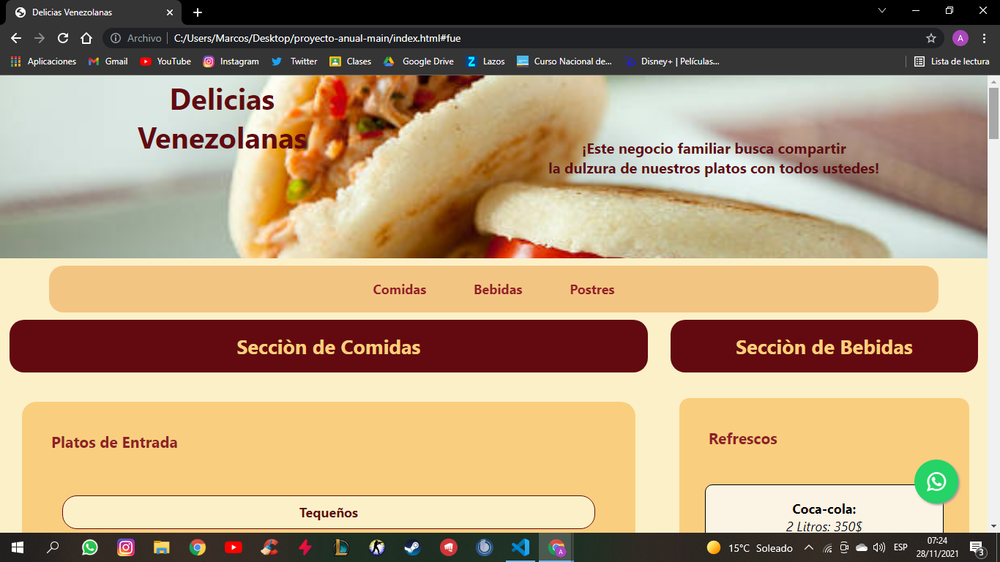 Delicias Venezolanas
Archivo
C:/Users/Marcos/Desktop/proyecto-anual-main/index.html#fue
A
Aplicaciones
Gmail
YouTube
Instagram
Twitter
Clases
Google Drive
Lazos
Curso Nacional de...
Disney+ | Películas...
Lista de lectura
Delicias
Venezolanas
¡Este negocio familiar busca compartir
la dulzura de nuestros platos con todos ustedes!
Comidas
Bebidas
Postres
Secciòn de Comidas
Secciòn de Bebidas
Platos de Entrada
Refrescos
Tequeños
Coca-cola:
2 Litros: 350$
15°C Soleado
ESP
07:24
28/11/2021
3